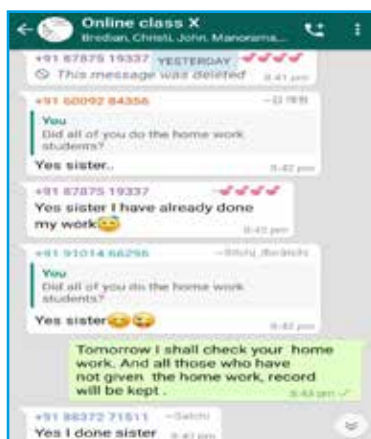 Online class X
Bredian, Christi, John, Manorama...
+91 87875 19337
YESTERDAY
This message was deleted 8:41 pm
+91 60092 84356
You
Did all of you do the home work
students?
Yes sister..
8:42 pm
+91 87875 19337
Yes sister I have already done
my work😇
8:42 pm
+91 91014 66296
You
Did all of you do the home work
students?
Yes sister😊😜
8:42 pm
Tomorrow I shall check your home
work. And all those who have
not given the home work, record
will be kept .
8:43 pm
+91 88372 71511
Yes I done sister 8:43 pm